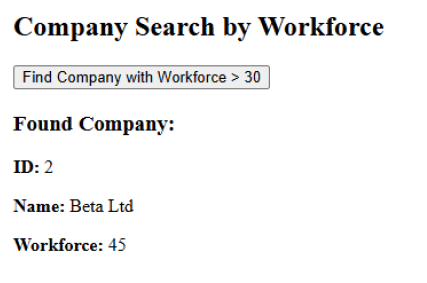 Company Search by Workforce
Find Company with Workforce > 30
Found Company:
ID: 2
Name: Beta Ltd
Workforce: 45